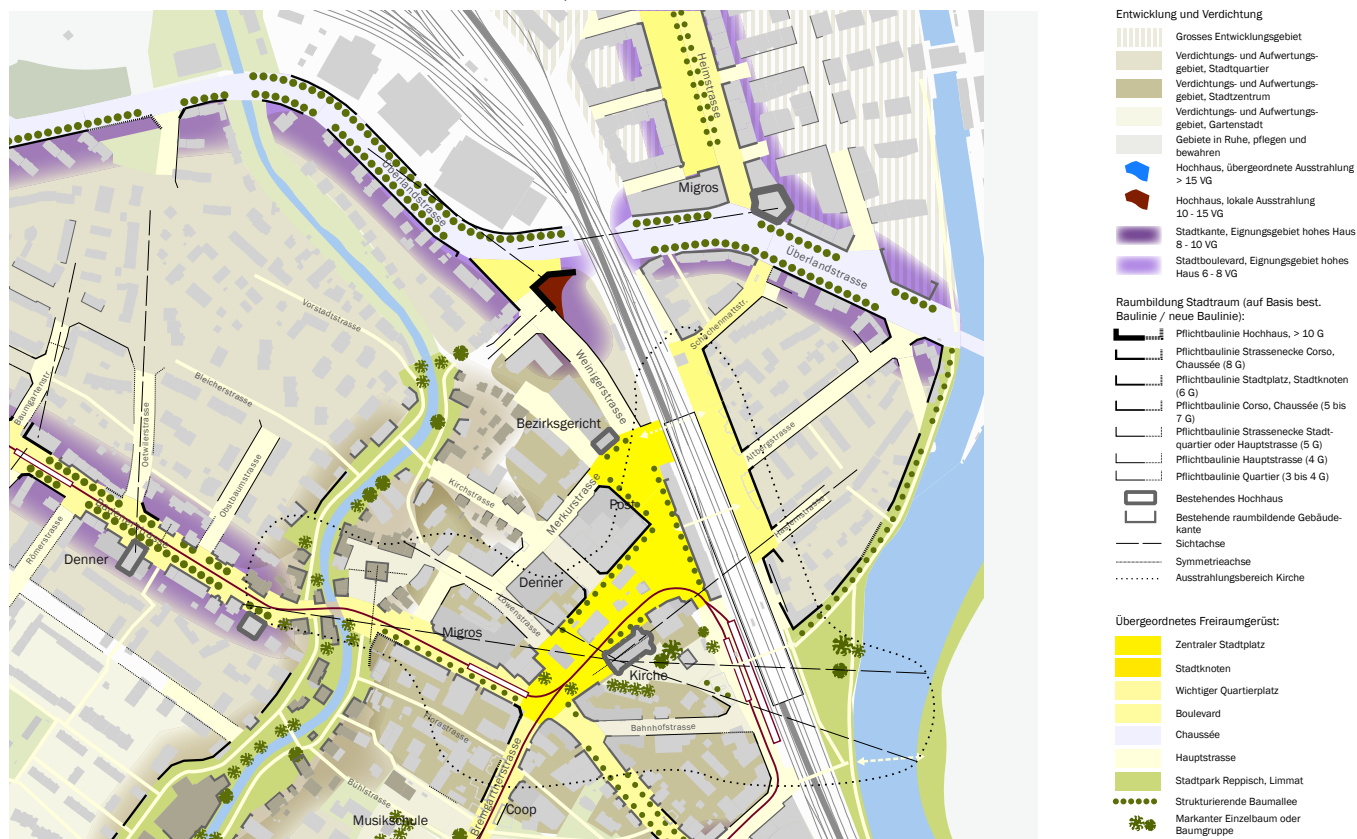 Heimstrasse
Migros
Überlandstrasse
Überlandstrasse
Schächenmattstr.
Vorstadtstrasse
Weinigerstrasse
Baumgartenstr.
Bleicherstrasse
Oetwilerstrasse
Bezirksgericht
Altbergstrasse
Obstbaumstrasse
Kirchstrasse
Merkurstrasse
Post
Römerstrasse
Denner
Denner
Löwenstrasse
Migros
Kirche
Florastrasse
Bahnhofstrasse
Bremgartnerstrasse
Bühlstrasse
Coop
Musikschule
Entwicklung und Verdichtung
Grosses Entwicklungsgebiet
Verdichtungs- und Aufwertungs-
gebiet, Stadtquartier
Verdichtungs- und Aufwertungs-
gebiet, Stadtzentrum
Verdichtungs- und Aufwertungs-
gebiet, Gartenstadt
Gebiete in Ruhe, pflegen und
bewahren
Hochhaus, übergeordnete Ausstrahlung
> 15 VG
Hochhaus, lokale Ausstrahlung
10 - 15 VG
Stadtkante, Eignungsgebiet hohes Haus
8 - 10 VG
Stadtboulevard, Eignungsgebiet hohes
Haus 6 - 8 VG
Raumbildung Stadtraum (auf Basis best.
Baulinie / neue Baulinie):
Pflichtbaulinie Hochhaus, > 10 G
Pflichtbaulinie Strassenecke Corso,
Chaussée (8 G)
Pflichtbaulinie Stadtplatz, Stadtknoten
(6 G)
Pflichtbaulinie Corso, Chaussée (5 bis
7 G)
Pflichtbaulinie Strassenecke Stadt-
quartier oder Hauptstrasse (5 G)
Pflichtbaulinie Hauptstrasse (4 G)
Pflichtbaulinie Quartier (3 bis 4 G)
Bestehendes Hochhaus
Bestehende raumbildende Gebäude-
kante
Sichtachse
Symmetrieachse
Ausstrahlungsbereich Kirche
Übergeordnetes Freiraumgerüst:
Zentraler Stadtplatz
Stadtknoten
Wichtiger Quartierplatz
Boulevard
Chaussée
Hauptstrasse
Stadtpark Reppisch, Limmat
Strukturierende Baumallee
Markanter Einzelbaum oder
Baumgruppe